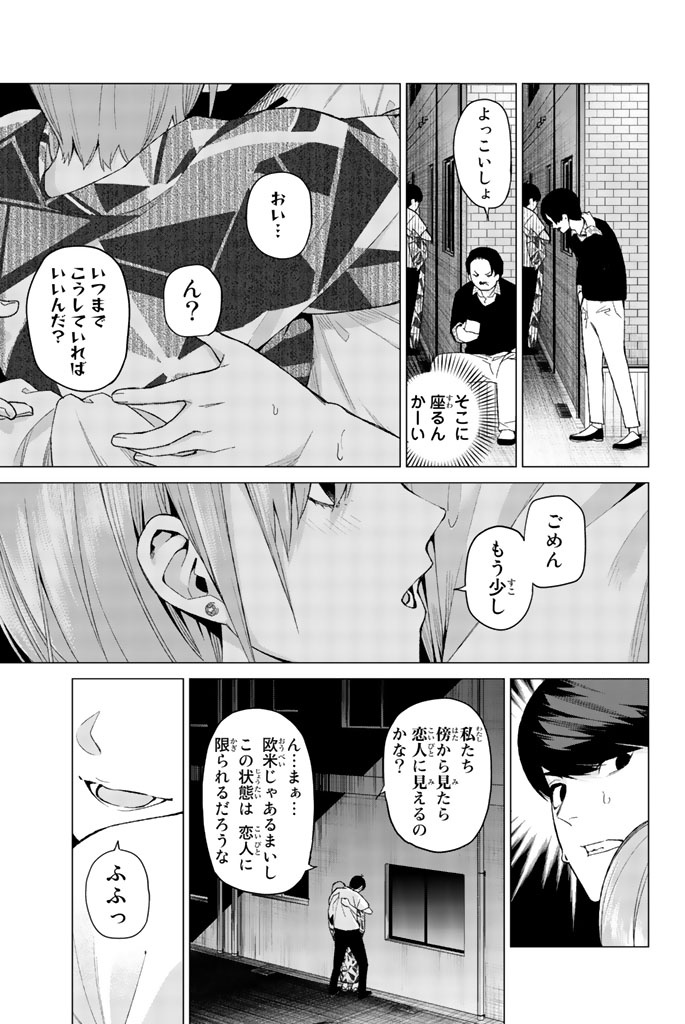 よっこいしょ
そこに
座るん
かーい
おい…
ん？
いつまで
こうしていれば
いいんだ？
ごめん
もう少し
私たち
傍から見たら
恋人に見えるの
かな？
ん…まぁ…
欧米じゃあるまいし
この状態は 恋人に
限られるだろうな
ふふっ